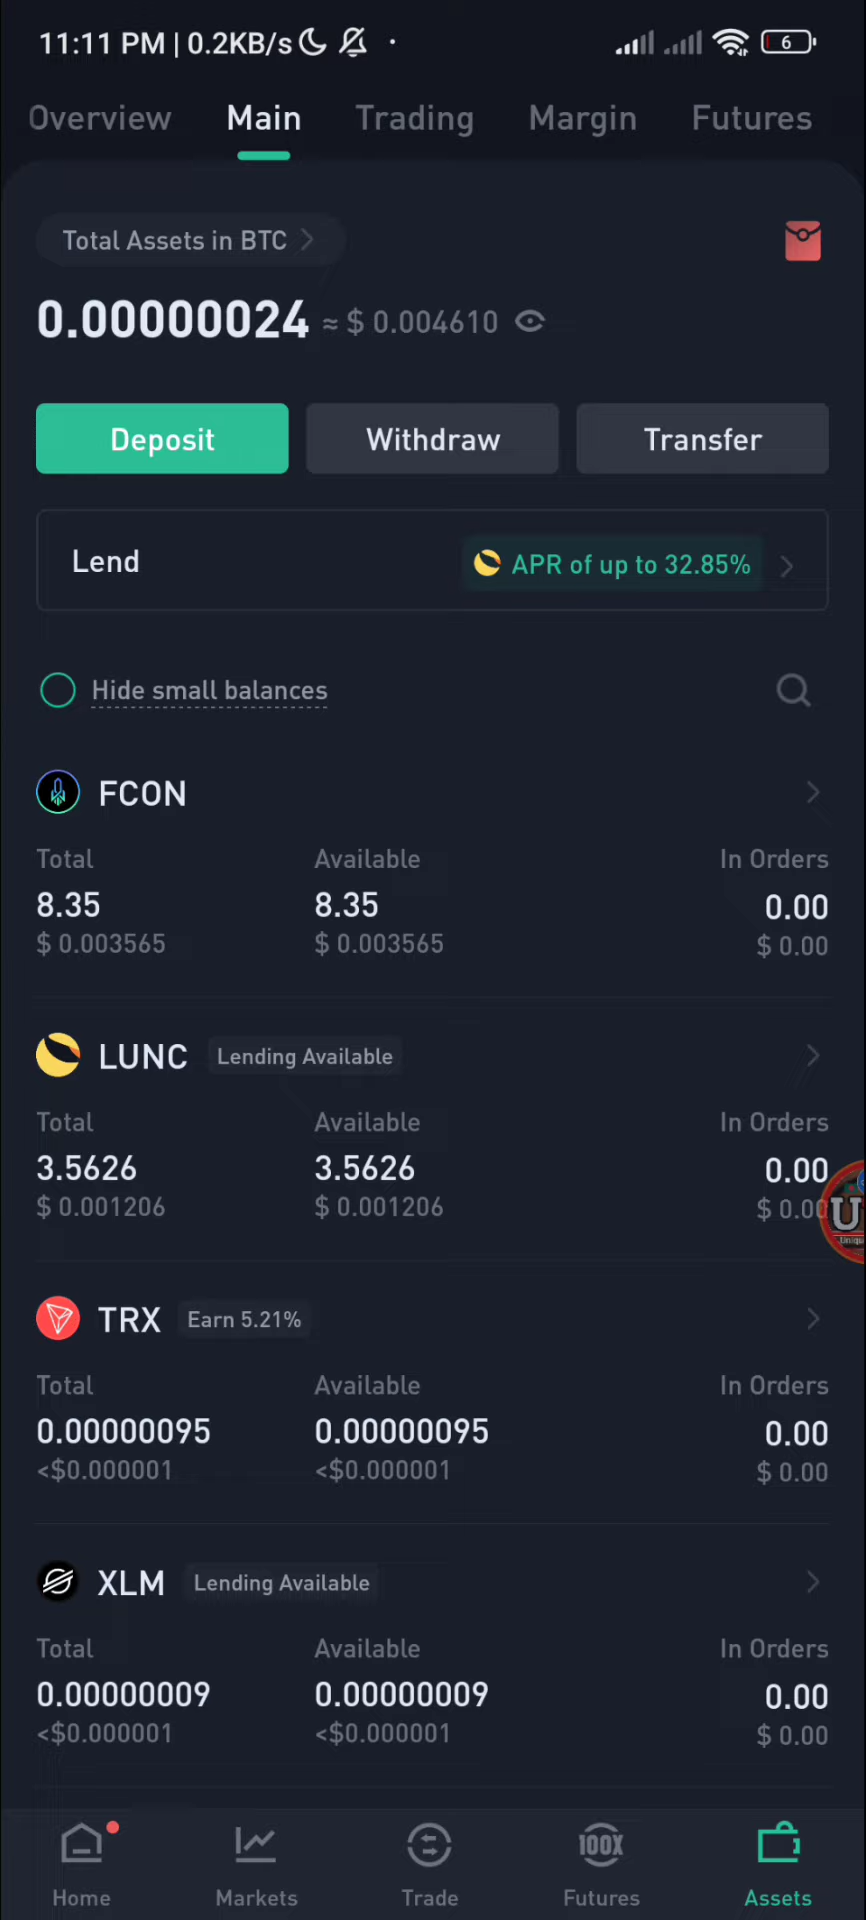 11:11 PM | 0.2KB/s
6
Overview Main Trading Margin Futures
Total Assets in BTC
0.00000024 ≈ $ 0.004610
Deposit Withdraw Transfer
Lend APR of up to 32.85%
Hide small balances
FCON
Total Available In Orders
8.35 8.35 0.00
$ 0.003565 $ 0.003565 $ 0.00
LUNC Lending Available
Total Available In Orders
3.5626 3.5626 0.00
$ 0.001206 $ 0.001206 $ 0.00
U
TRX Earn 5.21%
Total Available In Orders
0.00000095 0.00000095 0.00
<$0.000001 <$0.000001 $ 0.00
XLM Lending Available
Total Available In Orders
0.00000009 0.00000009 0.00
<$0.000001 <$0.000001 $ 0.00
100X
Home Markets Trade Futures Assets